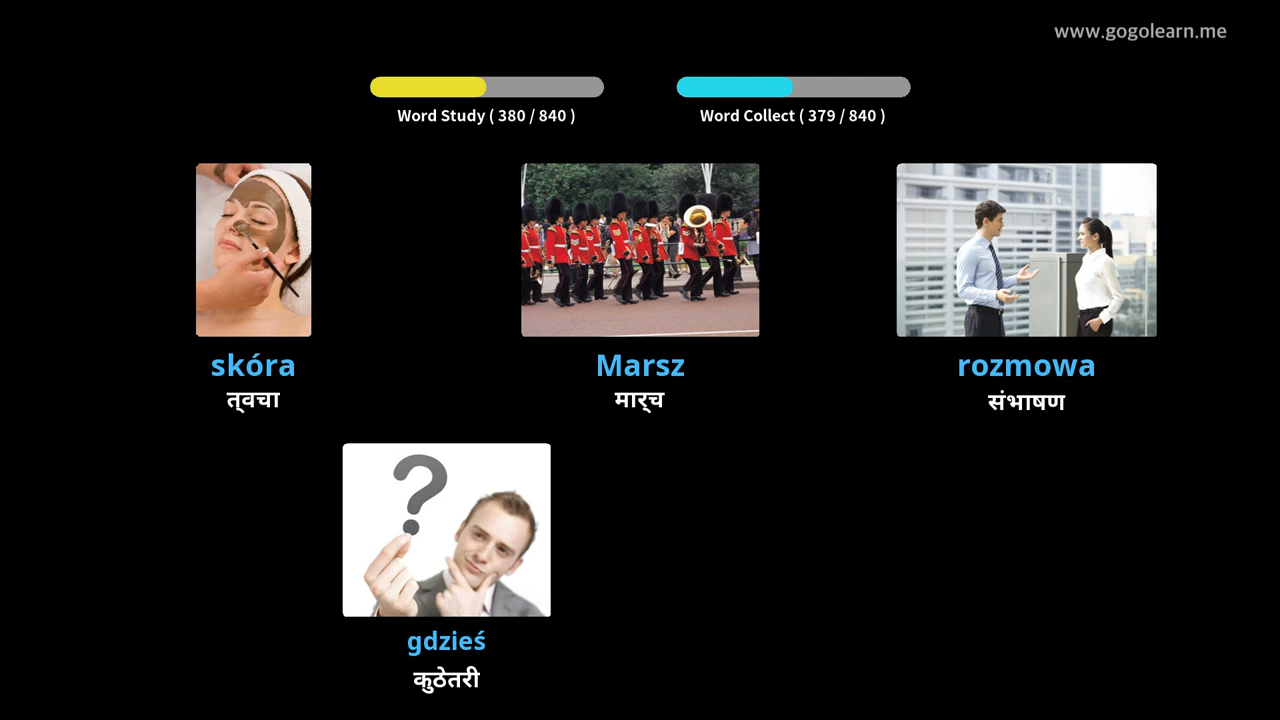 www.gogolearn.me
Word Study ( 380 / 840 )
Word Collect ( 379 / 840 )
skóra
त्वचा
Marsz
मार्च
rozmowa
संभाषण
gdzieś
कुठेतरी